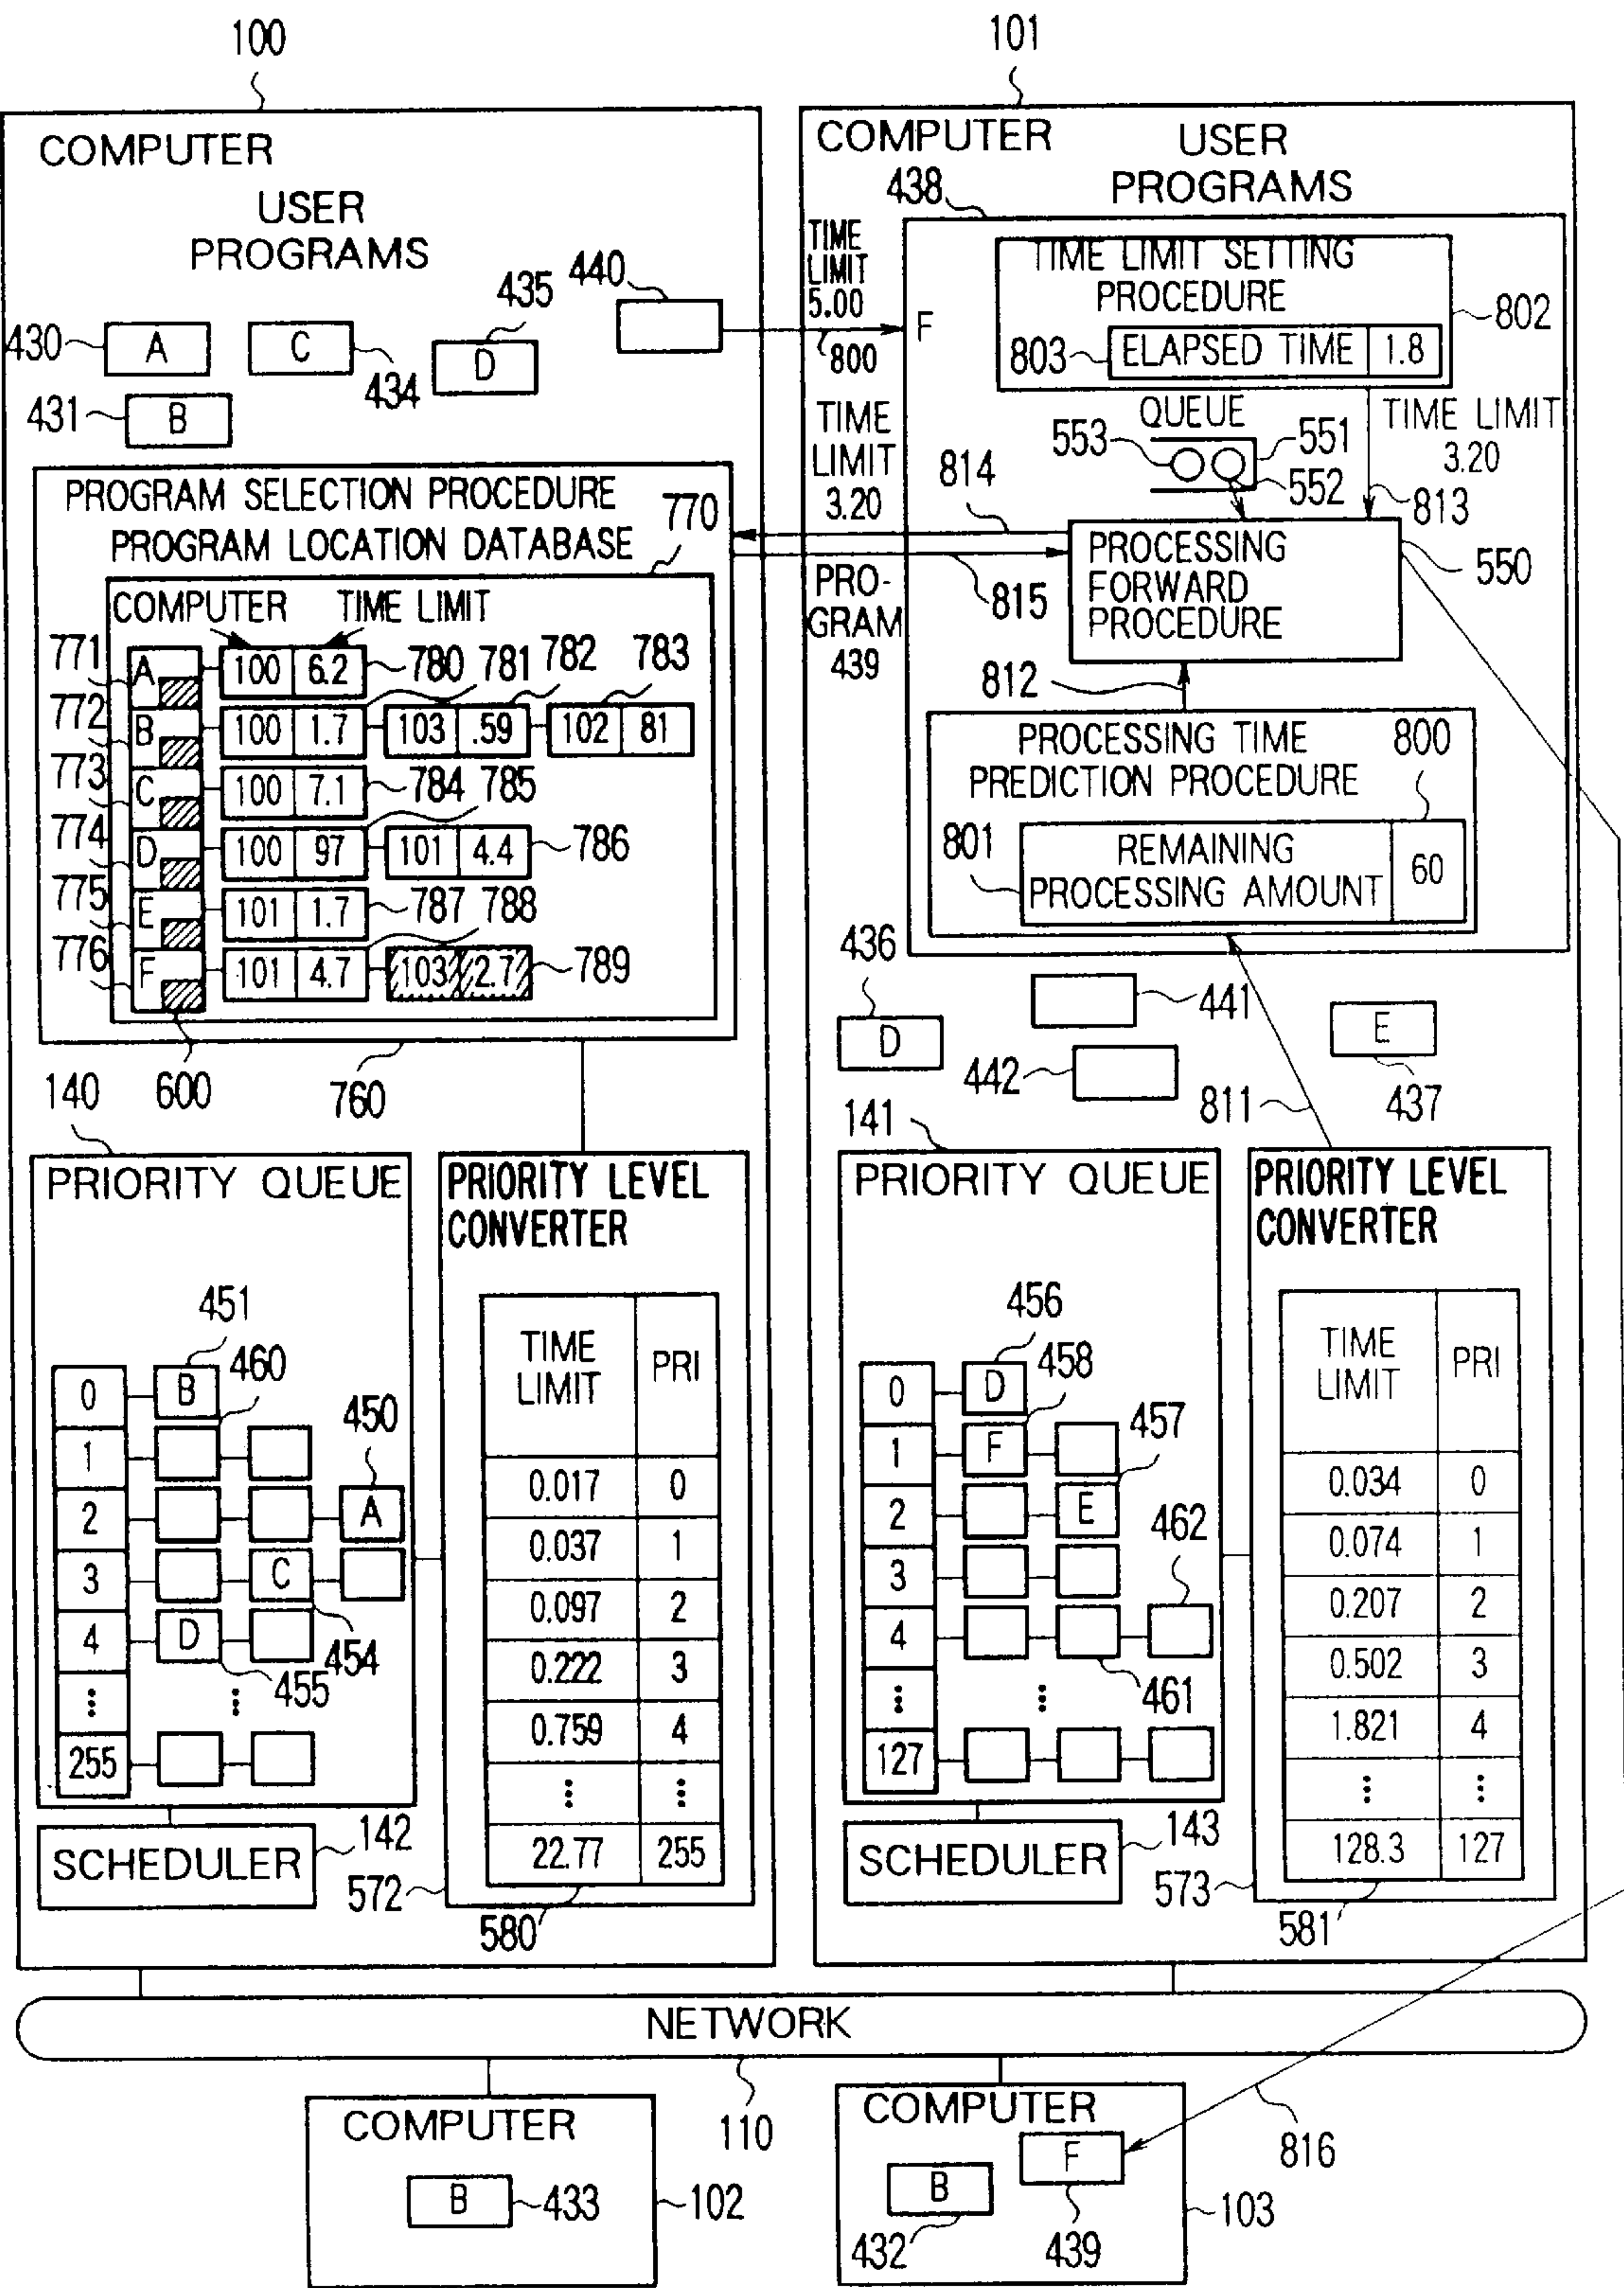 100
101
COMPUTER
USER
PROGRAMS
430
A
C
434
435
D
440
431
B
PROGRAM SELECTION PROCEDURE
PROGRAM LOCATION DATABASE
770
COMPUTER TIME LIMIT
771 A 100 6.2 780 781 782 783
772 B 100 1.7 103 .59 102 81
773 C 100 7.1 784 785
774 D 100 97 101 4.4 786
775 E 101 1.7 787 788
776 F 101 4.7 103 2.7 789
600
760
140
PRIORITY QUEUE
451
460
450
0 B
1
2 A
3 C
4 D
454
455
255
SCHEDULER
142
PRIORITY LEVEL
CONVERTER
TIME
LIMIT
PRI
0.017 0
0.037 1
0.097 2
0.222 3
0.759 4
22.77 255
572
580
COMPUTER
USER
PROGRAMS
438
TIME
LIMIT
5.00
800
F
TIME LIMIT SETTING
PROCEDURE
802
803 ELAPSED TIME 1.8
QUEUE
553
551
552
TIME LIMIT
3.20
813
TIME
LIMIT
3.20
814
815
PRO-
GRAM
439
PROCESSING
FORWARD
PROCEDURE
550
812
PROCESSING TIME
PREDICTION PROCEDURE
800
801
REMAINING
PROCESSING AMOUNT
60
436
D
441
442
E
437
811
141
PRIORITY QUEUE
456
458
457
462
0 D
1 F
2 E
3
4
461
127
SCHEDULER
143
PRIORITY LEVEL
CONVERTER
TIME
LIMIT
PRI
0.034 0
0.074 1
0.207 2
0.502 3
1.821 4
128.3 127
573
581
NETWORK
110
COMPUTER
B
433
102
COMPUTER
F
B
432
439
103
816